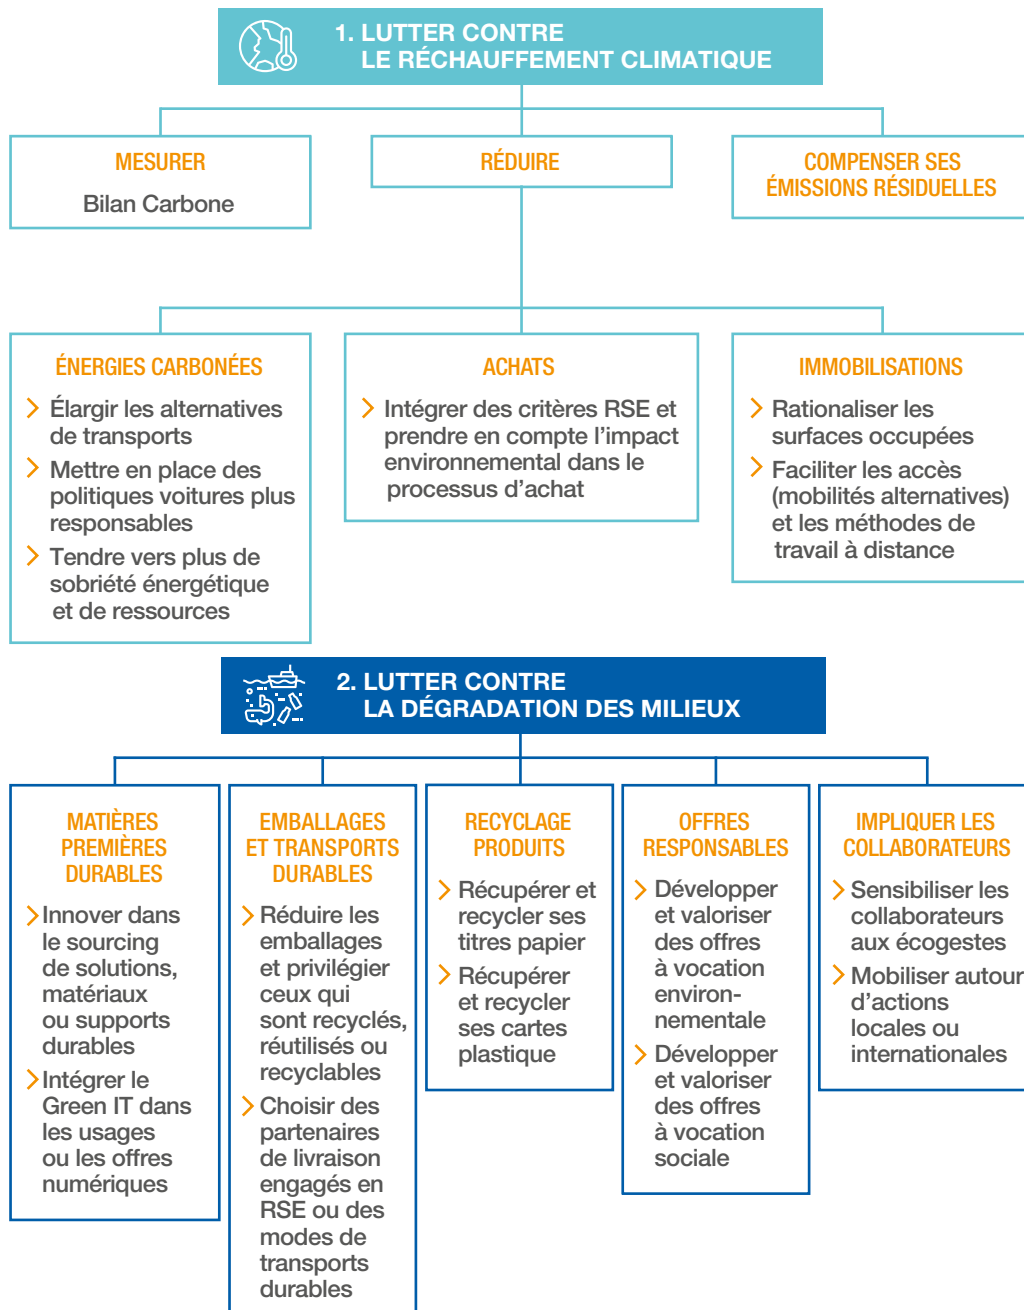 1. LUTTER CONTRE
LE RÉCHAUFFEMENT CLIMATIQUE
MESURER
Bilan Carbone
RÉDUIRE
COMPENSER SES
ÉMISSIONS RÉSIDUELLES
ÉNERGIES CARBONÉES
Élargir les alternatives
de transports
Mettre en place des
politiques voitures plus
responsables
Tendre vers plus de
sobriété énergétique
et de ressources
ACHATS
Intégrer des critères RSE et
prendre en compte l’impact
environnemental dans le
processus d’achat
IMMOBILISATIONS
Rationaliser les
surfaces occupées
Faciliter les accès
(mobilités alternatives)
et les méthodes de
travail à distance
2. LUTTER CONTRE
LA DÉGRADATION DES MILIEUX
MATIÈRES
PREMIÈRES
DURABLES
Innover dans
le sourcing
de solutions,
matériaux
ou supports
durables
Intégrer le
Green IT dans
les usages
ou les offres
numériques
EMBALLAGES
ET TRANSPORTS
DURABLES
Réduire les
emballages
et privilégier
ceux qui
sont recyclés,
réutilisés ou
recyclables
Choisir des
partenaires
de livraison
engagés en
RSE ou des
modes de
transports
durables
RECYCLAGE
PRODUITS
Récupérer et
recycler ses
titres papier
Récupérer
et recycler
ses cartes
plastique
OFFRES
RESPONSABLES
Développer
et valoriser
des offres
à vocation
environ-
nementale
Développer
et valoriser
des offres
à vocation
sociale
IMPLIQUER LES
COLLABORATEURS
Sensibiliser les
collaborateurs
aux écogestes
Mobiliser autour
d’actions
locales ou
internationales